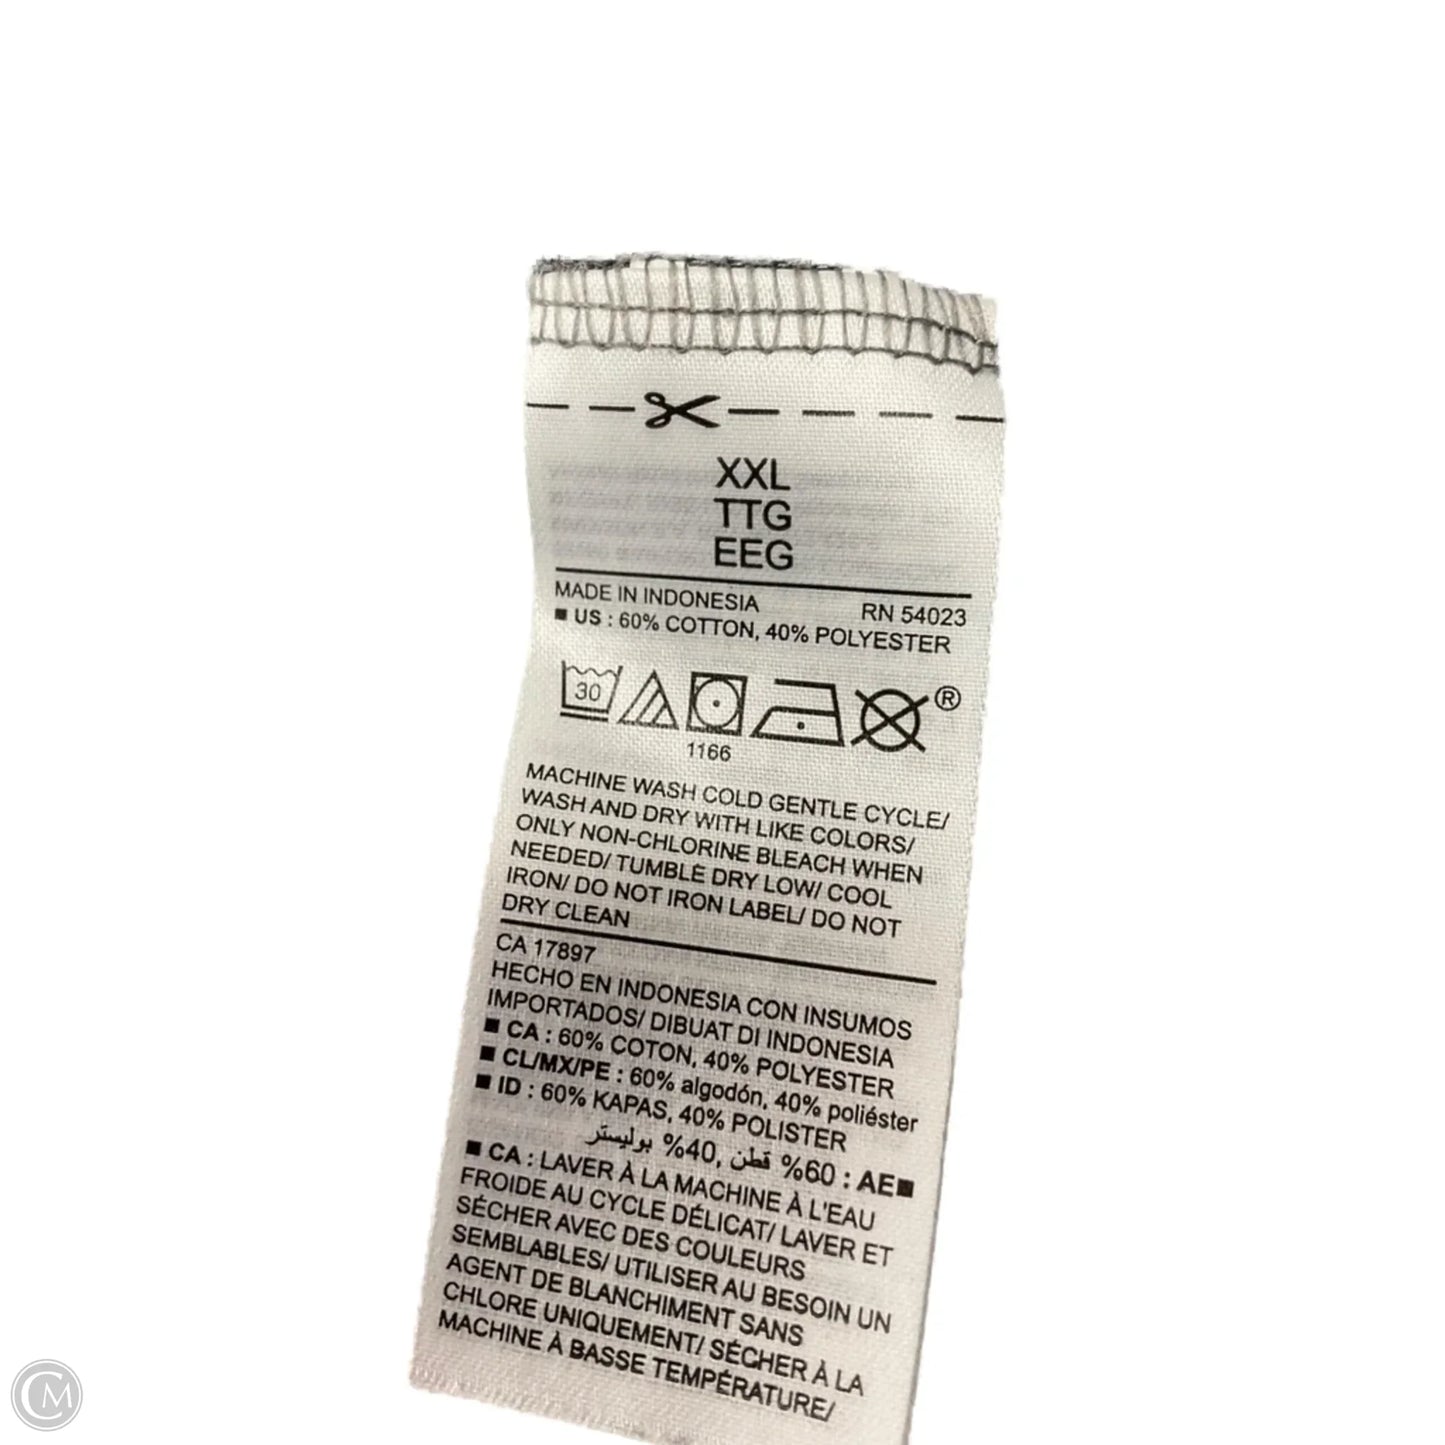 XXL
TTG
EEG
MADE IN INDONESIA RN 54023
■ US : 60% COTTON, 40% POLYESTER
30
®
1166
MACHINE WASH COLD GENTLE CYCLE/
WASH AND DRY WITH LIKE COLORS/
ONLY NON-CHLORINE BLEACH WHEN
NEEDED/ TUMBLE DRY LOW/ COOL
IRON/ DO NOT IRON LABEL/ DO NOT
DRY CLEAN
CA 17897
HECHO EN INDONESIA CON INSUMOS
IMPORTADOS/ DIBUAT DI INDONESIA
■ CA : 60% COTON, 40% POLYESTER
■ CL/MX/PE : 60% algodón, 40% poliéster
■ ID : 60% KAPAS, 40% POLISTER
■AE : 60% قطن, 40% بوليستر
■ CA : LAVER À LA MACHINE À L'EAU
FROIDE AU CYCLE DÉLICAT/ LAVER ET
SÉCHER AVEC DES COULEURS
SEMBLABLES/ UTILISER AU BESOIN UN
AGENT DE BLANCHIMENT SANS
CHLORE UNIQUEMENT/ SÉCHER À LA
MACHINE À BASSE TEMPÉRATURE/
CM